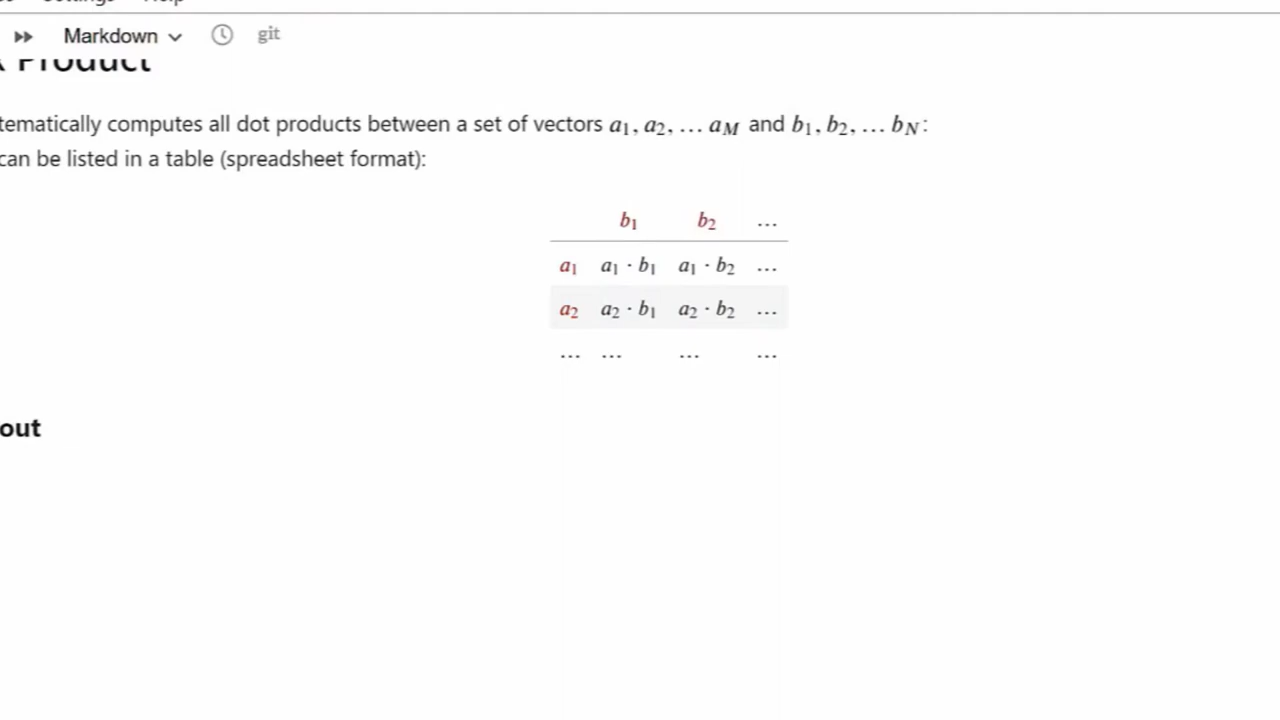 Markdown git
Product
tematically computes all dot products between a set of vectors a₁, a₂, … a_M and b₁, b₂, … b_N:
can be listed in a table (spreadsheet format):
b₁ b₂ …
a₁ a₁ · b₁ a₁ · b₂ …
a₂ a₂ · b₁ a₂ · b₂ …
… … … …
out